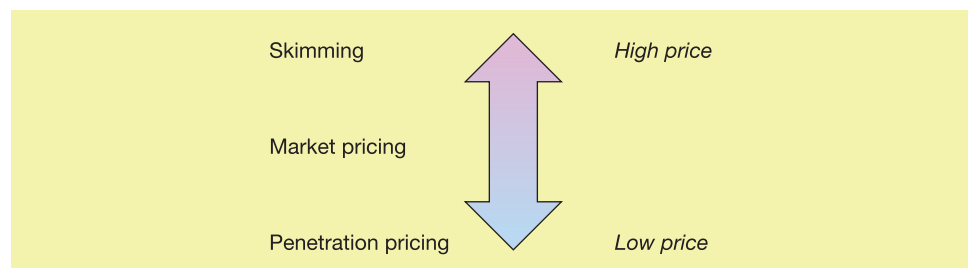 Skimming High price
Market pricing
Penetration pricing Low price